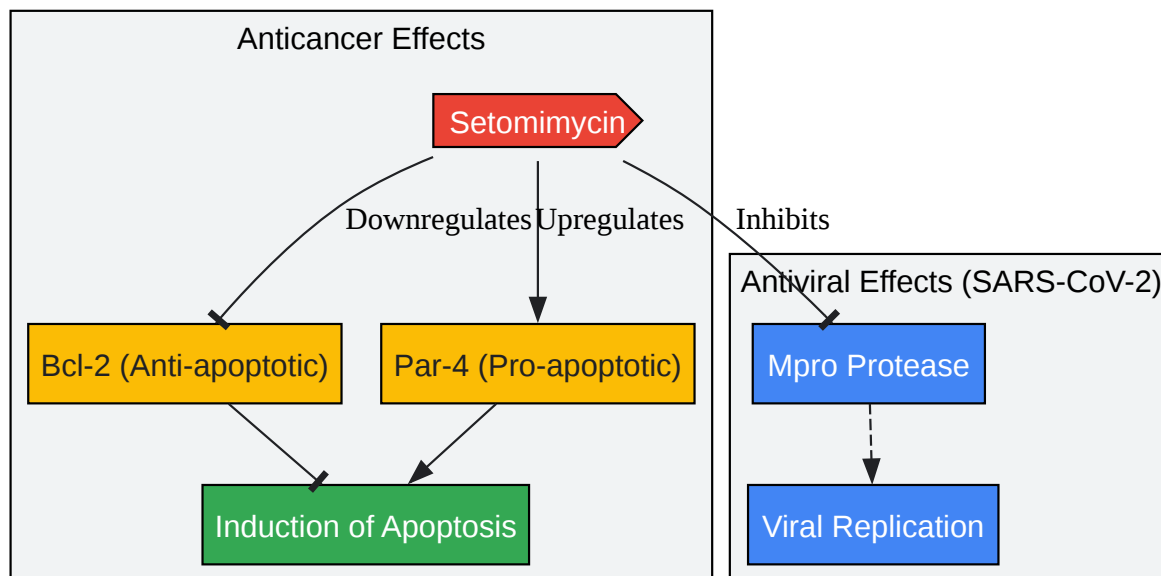 Anticancer Effects
Setomimycin
Downregulates
Upregulates
Inhibits
Antiviral Effects (SARS-CoV-2)
Bcl-2 (Anti-apoptotic)
Par-4 (Pro-apoptotic)
Mpro Protease
Induction of Apoptosis
Viral Replication